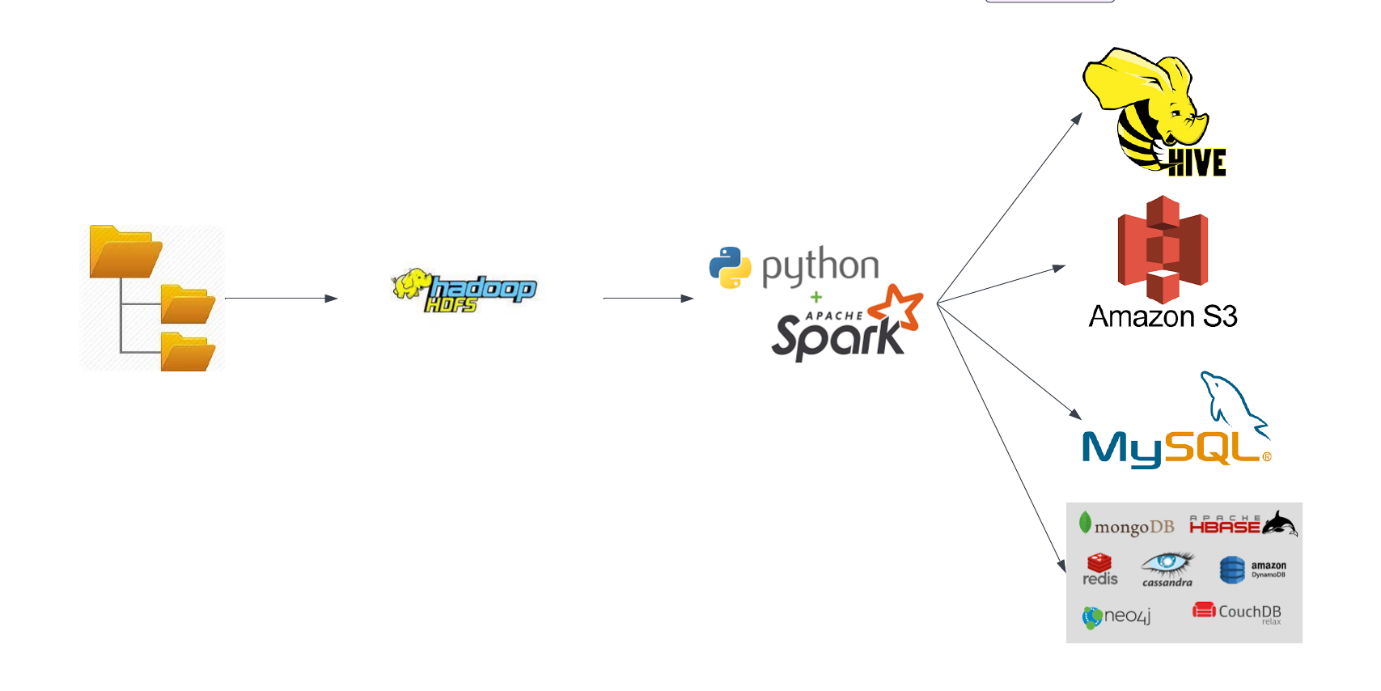 HIVE
hadoop
HDFS
python
+
APACHE
Spark
Amazon S3
MySQL®
mongoDB
APACHE
HBASE
redis
cassandra
amazon
DynamoDB
neo4j
CouchDB
relax